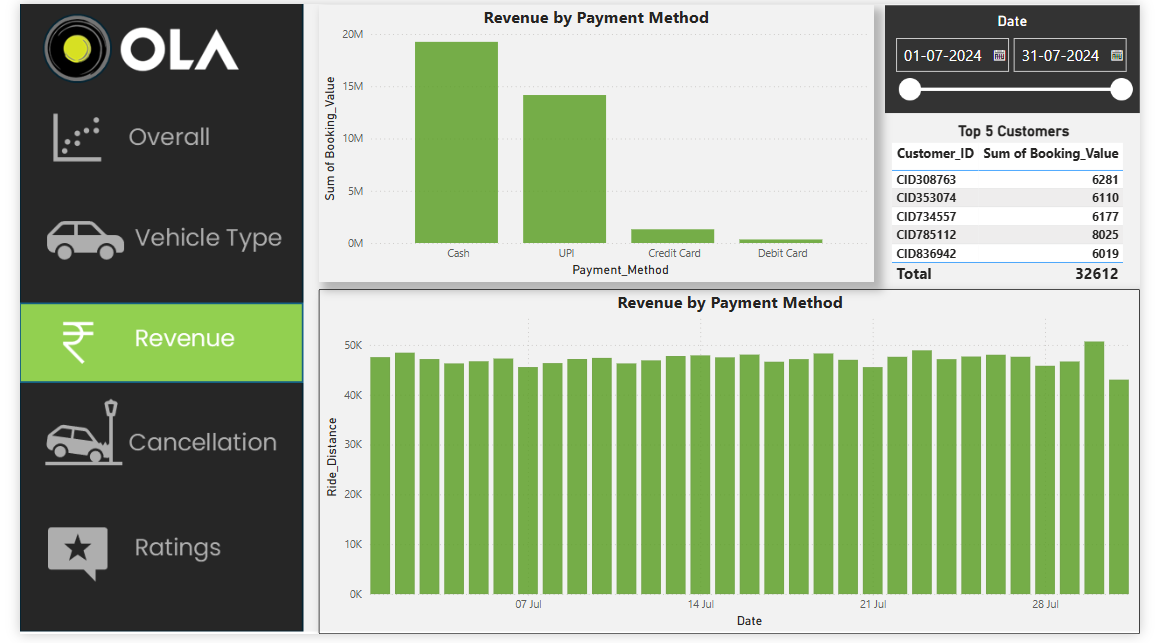 OLA
Overall
Vehicle Type
Revenue
Cancellation
Ratings
Revenue by Payment Method
Sum of Booking_Value
20M
15M
10M
5M
0M
Cash UPI Credit Card Debit Card
Payment_Method
Date
01-07-2024 31-07-2024
Top 5 Customers
Customer_ID Sum of Booking_Value
CID308763 6281
CID353074 6110
CID734557 6177
CID785112 8025
CID836942 6019
Total 32612
Revenue by Payment Method
Ride_Distance
50K
40K
30K
20K
10K
0K
07 Jul 14 Jul 21 Jul 28 Jul
Date